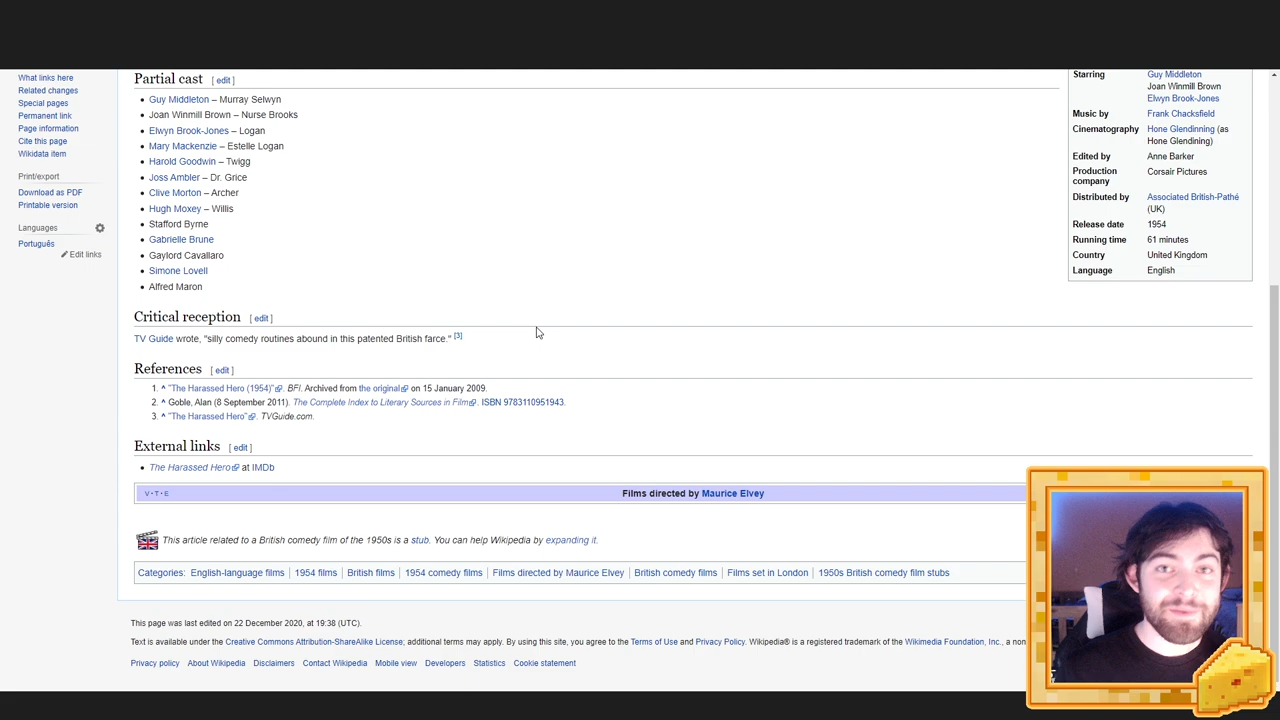 What links here
Related changes
Special pages
Permanent link
Page information
Cite this page
Wikidata item
Print/export
Download as PDF
Printable version
Languages
Português
Edit links
Partial cast [ edit ]
• Guy Middleton – Murray Selwyn
• Joan Winmill Brown – Nurse Brooks
• Elwyn Brook-Jones – Logan
• Mary Mackenzie – Estelle Logan
• Harold Goodwin – Twigg
• Joss Ambler – Dr. Grice
• Clive Morton – Archer
• Hugh Moxey – Willis
• Stafford Byrne
• Gabrielle Brune
• Gaylord Cavallaro
• Simone Lovell
• Alfred Maron
Starring Guy Middleton
Joan Winmill Brown
Elwyn Brook-Jones
Music by Frank Chacksfield
Cinematography Hone Glendinning (as
Hone Glendining)
Edited by Anne Barker
Production Corsair Pictures
company
Distributed by Associated British-Pathé
(UK)
Release date 1954
Running time 61 minutes
Country United Kingdom
Language English
Critical reception [ edit ]
TV Guide wrote, "silly comedy routines abound in this patented British farce." [3]
References [ edit ]
1. ^ "The Harassed Hero (1954)". BFI. Archived from the original on 15 January 2009.
2. ^ Goble, Alan (8 September 2011). The Complete Index to Literary Sources in Film. ISBN 9783110951943.
3. ^ "The Harassed Hero". TVGuide.com.
External links [ edit ]
• The Harassed Hero at IMDb
V·T·E Films directed by Maurice Elvey
This article related to a British comedy film of the 1950s is a stub. You can help Wikipedia by expanding it.
Categories: English-language films | 1954 films | British films | 1954 comedy films | Films directed by Maurice Elvey | British comedy films | Films set in London | 1950s British comedy film stubs
This page was last edited on 22 December 2020, at 19:38 (UTC).
Text is available under the Creative Commons Attribution-ShareAlike License; additional terms may apply. By using this site, you agree to the Terms of Use and Privacy Policy. Wikipedia® is a registered trademark of the Wikimedia Foundation, Inc., a non
Privacy policy About Wikipedia Disclaimers Contact Wikipedia Mobile view Developers Statistics Cookie statement